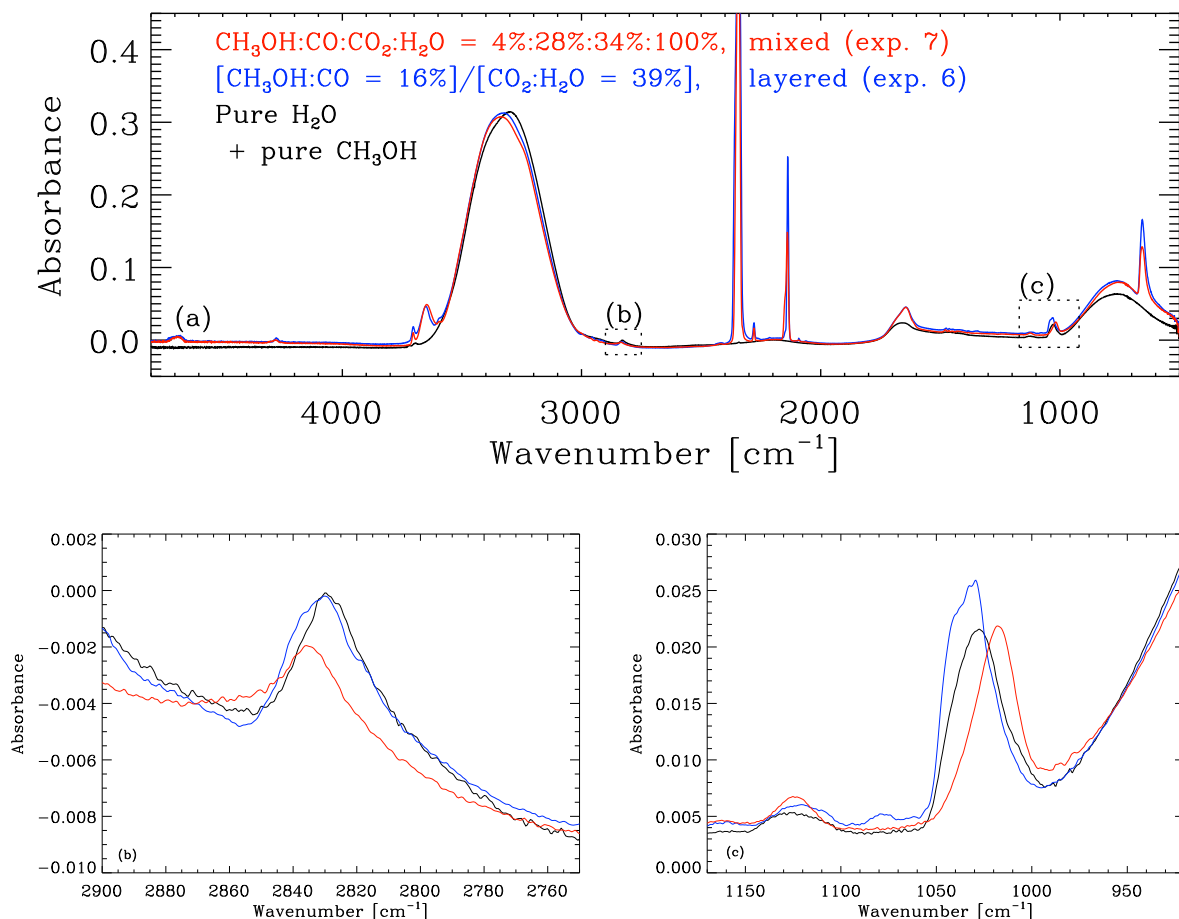 CH₃OH:CO:CO₂:H₂O = 4%:28%:34%:100%, mixed (exp. 7)
[CH₃OH:CO = 16%]/[CO₂:H₂O = 39%], layered (exp. 6)
Pure H₂O
+ pure CH₃OH
0.4
0.3
0.2
0.1
0.0
Absorbance
(a)
(b)
(c)
4000 3000 2000 1000
Wavenumber [cm⁻¹]
0.002
0.000
−0.002
−0.004
−0.006
−0.008
−0.010
Absorbance
(b)
2900 2880 2860 2840 2820 2800 2780 2760
Wavenumber [cm⁻¹]
0.030
0.025
0.020
0.015
0.010
0.005
0.000
Absorbance
(c)
1150 1100 1050 1000 950
Wavenumber [cm⁻¹]